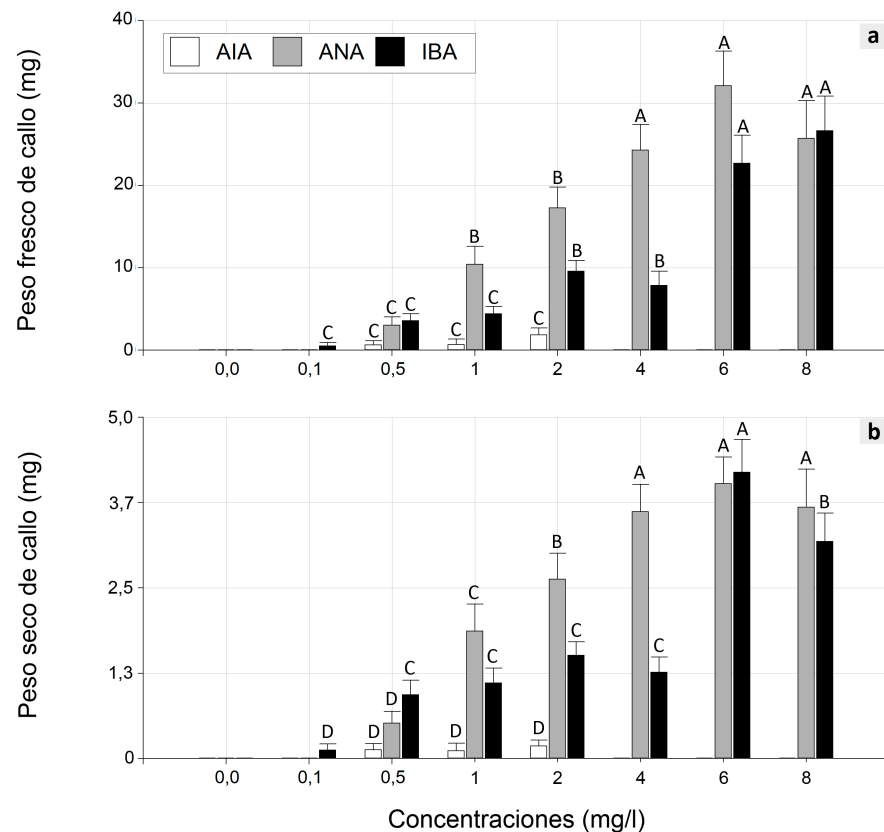 a
AIA ANA IBA
Peso fresco de callo (mg)
40
30
20
10
0
C C C C C B C C B B A B A A A A
0,0 0,1 0,5 1 2 4 6 8
b
Peso seco de callo (mg)
5,0
3,7
2,5
1,3
0
D D D C D C C D B C A C A A A B
0,0 0,1 0,5 1 2 4 6 8
Concentraciones (mg/l)